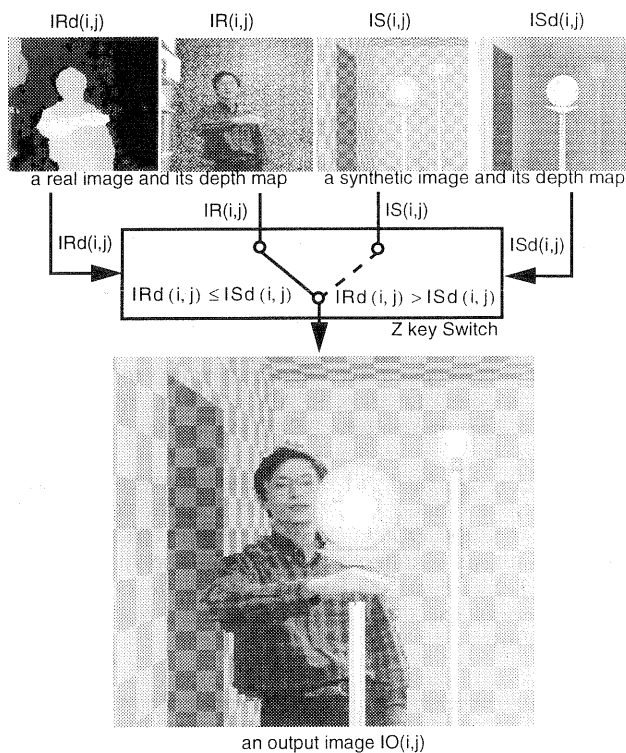 IRd(i,j) IR(i,j) IS(i,j) ISd(i,j)
a real image and its depth map a synthetic image and its depth map
IR(i,j) IS(i,j)
IRd(i,j) ISd(i,j)
IRd (i, j) ≤ ISd (i, j) IRd (i, j) > ISd (i, j)
Z key Switch
an output image IO(i,j)